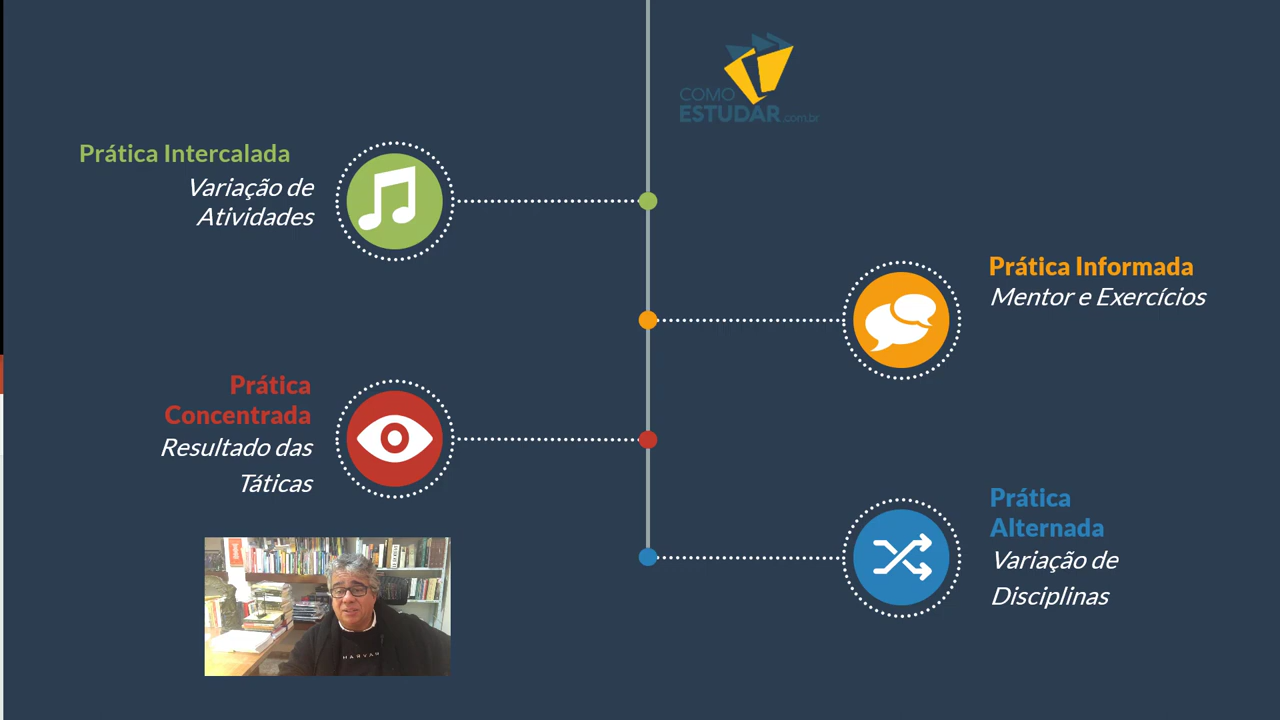 COMO
ESTUDAR.com.br
Prática Intercalada
Variação de
Atividades
Prática Informada
Mentor e Exercícios
Prática
Concentrada
Resultado das
Táticas
Prática
Alternada
Variação de
Disciplinas